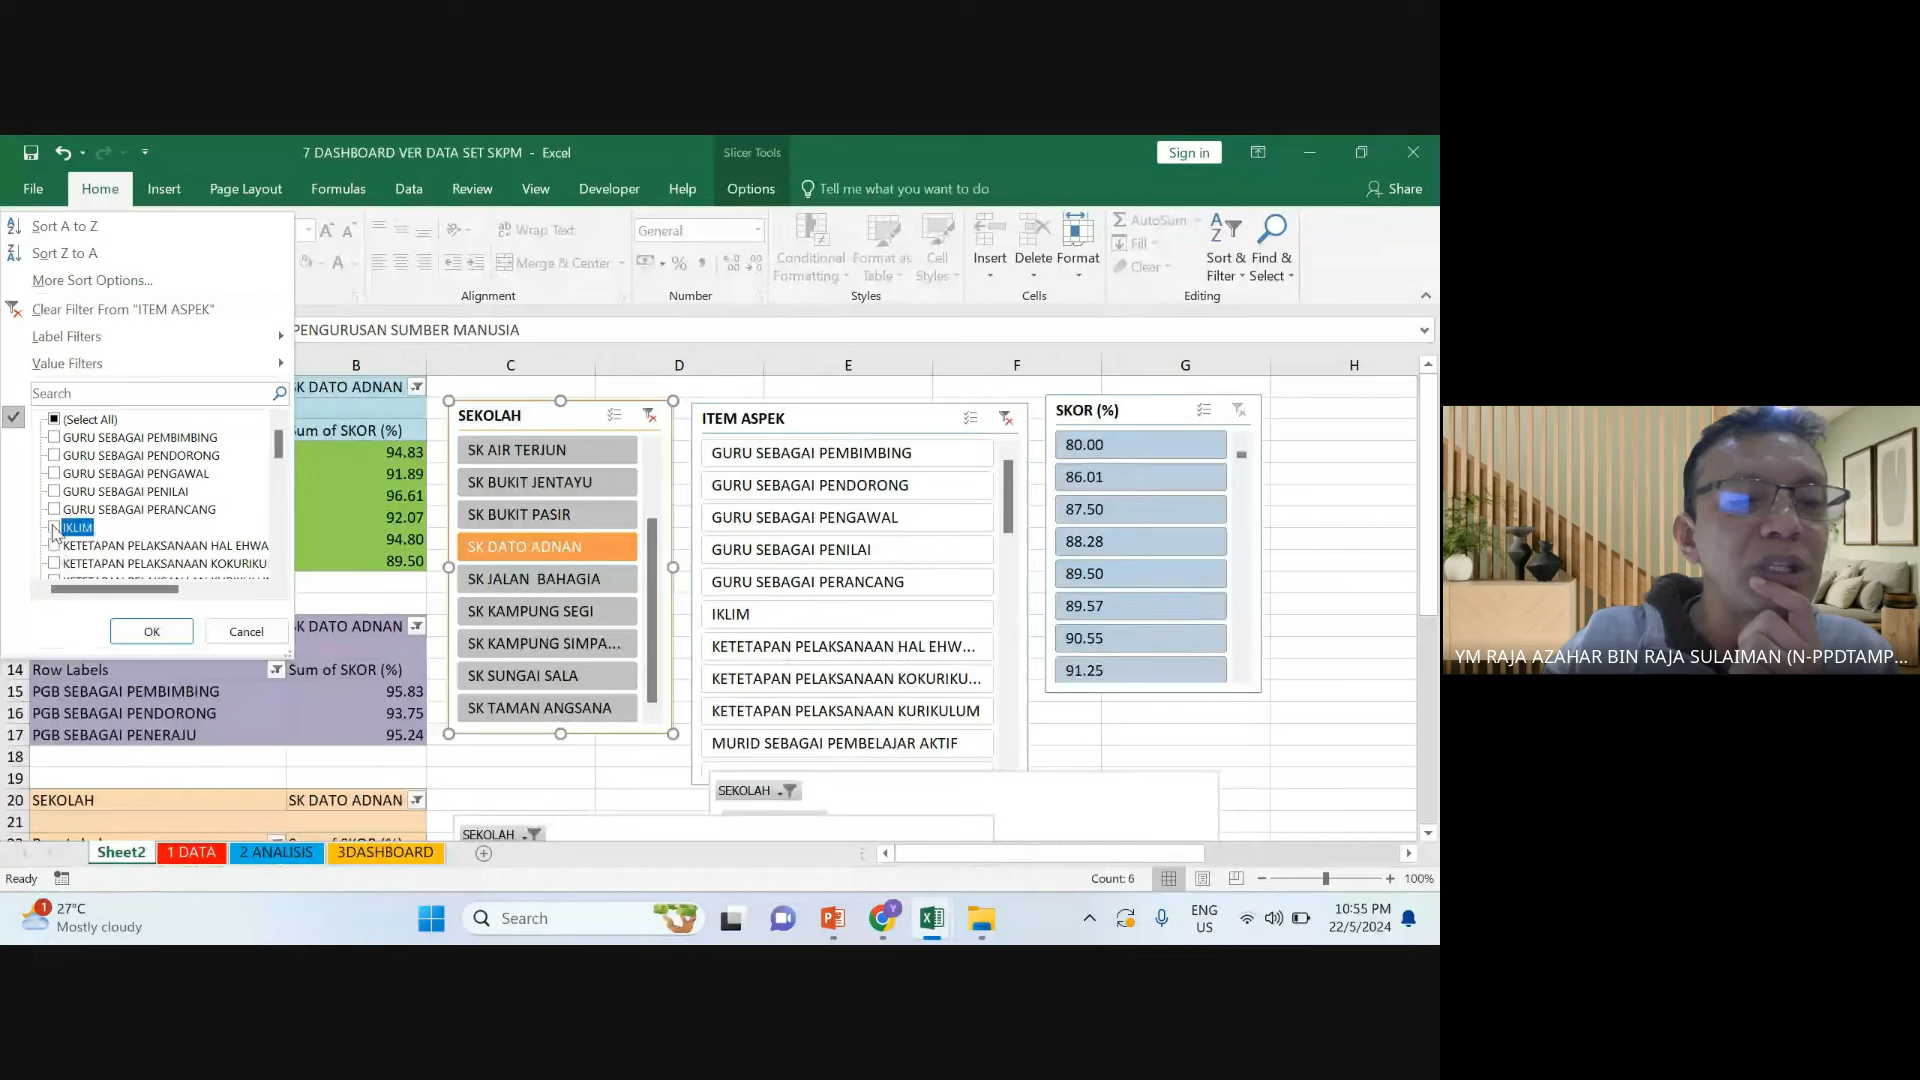 7 DASHBOARD VER DATA SET SKPM - Excel
Slicer Tools
Sign in
File
Home
Insert
Page Layout
Formulas
Data
Review
View
Developer
Help
Options
Tell me what you want to do
Share
Wrap Text
General
Merge & Center
Conditional Formatting
Format as Table
Cell Styles
Insert
Delete
Format
AutoSum
Fill
Clear
Sort & Filter
Find & Select
Alignment
Number
Styles
Cells
Editing
PENGURUSAN SUMBER MANUSIA
Sort A to Z
Sort Z to A
More Sort Options...
Clear Filter From "ITEM ASPEK"
Label Filters
Value Filters
Search
(Select All)
GURU SEBAGAI PEMBIMBING
GURU SEBAGAI PENDORONG
GURU SEBAGAI PENGAWAL
GURU SEBAGAI PENILAI
GURU SEBAGAI PERANCANG
IKLIM
KETETAPAN PELAKSANAAN HAL EHWA
KETETAPAN PELAKSANAAN KOKURIKU
OK
Cancel
B
C
D
E
F
G
H
SK DATO ADNAN
Sum of SKOR (%)
94.83
91.89
96.61
92.07
94.80
89.50
SK DATO ADNAN
14 Row Labels Sum of SKOR (%)
15 PGB SEBAGAI PEMBIMBING 95.83
16 PGB SEBAGAI PENDORONG 93.75
17 PGB SEBAGAI PENERAJU 95.24
18
19
20 SEKOLAH SK DATO ADNAN
21
SEKOLAH
SK AIR TERJUN
SK BUKIT JENTAYU
SK BUKIT PASIR
SK DATO ADNAN
SK JALAN BAHAGIA
SK KAMPUNG SEGI
SK KAMPUNG SIMPA...
SK SUNGAI SALA
SK TAMAN ANGSANA
ITEM ASPEK
GURU SEBAGAI PEMBIMBING
GURU SEBAGAI PENDORONG
GURU SEBAGAI PENGAWAL
GURU SEBAGAI PENILAI
GURU SEBAGAI PERANCANG
IKLIM
KETETAPAN PELAKSANAAN HAL EHW...
KETETAPAN PELAKSANAAN KOKURIKU...
KETETAPAN PELAKSANAAN KURIKULUM
MURID SEBAGAI PEMBELAJAR AKTIF
SKOR (%)
80.00
86.01
87.50
88.28
89.50
89.57
90.55
91.25
SEKOLAH
SEKOLAH
Sheet2
1 DATA
2 ANALISIS
3DASHBOARD
Ready
Count: 6
100%
27°C
Mostly cloudy
Search
ENG
US
10:55 PM
22/5/2024
YM RAJA AZAHAR BIN RAJA SULAIMAN (N-PPDTAMP...